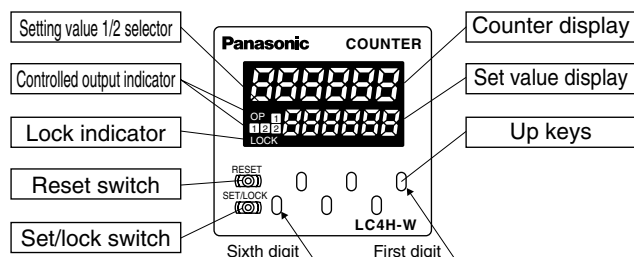 Setting value 1/2 selector
Controlled output indicator
Lock indicator
Reset switch
Set/lock switch
Panasonic COUNTER
888888
OP 1
1 2 2 888888
LOCK
RESET
SET/LOCK
LC4H-W
Sixth digit First digit
Counter display
Set value display
Up keys